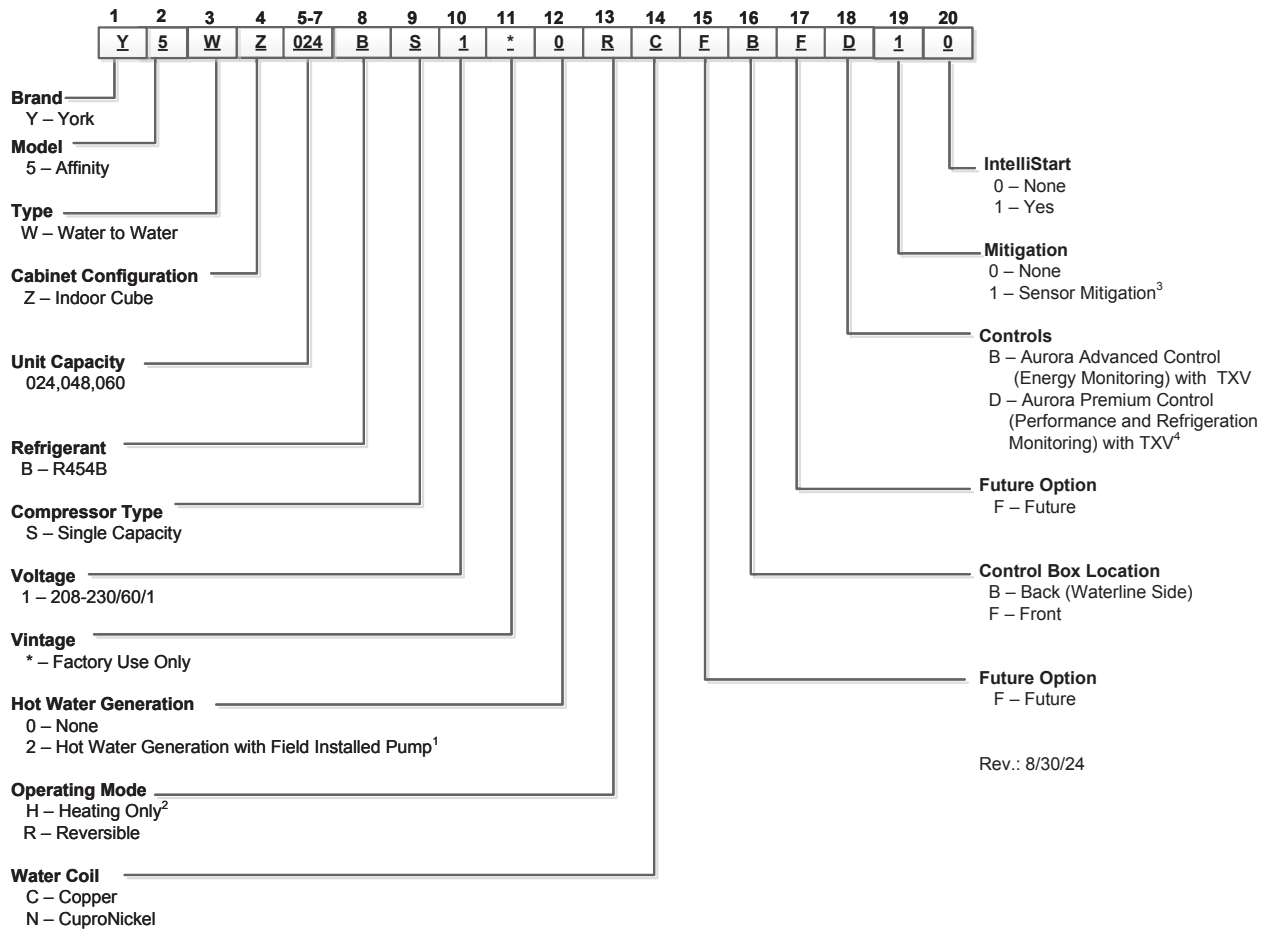 1 2 3 4 5-7 8 9 10 11 12 13 14 15 16 17 18 19 20
Y 5 W Z 024 B S 1 * 0 R C F B F D 1 0
Brand
Y – York
Model
5 – Affinity
Type
W – Water to Water
Cabinet Configuration
Z – Indoor Cube
Unit Capacity
024,048,060
Refrigerant
B – R454B
Compressor Type
S – Single Capacity
Voltage
1 – 208-230/60/1
Vintage
* – Factory Use Only
Hot Water Generation
0 – None
2 – Hot Water Generation with Field Installed Pump1
Operating Mode
H – Heating Only2
R – Reversible
Water Coil
C – Copper
N – CuproNickel
IntelliStart
0 – None
1 – Yes
Mitigation
0 – None
1 – Sensor Mitigation3
Controls
B – Aurora Advanced Control
(Energy Monitoring) with TXV
D – Aurora Premium Control
(Performance and Refrigeration
Monitoring) with TXV4
Future Option
F – Future
Control Box Location
B – Back (Waterline Side)
F – Front
Future Option
F – Future
Rev.: 8/30/24